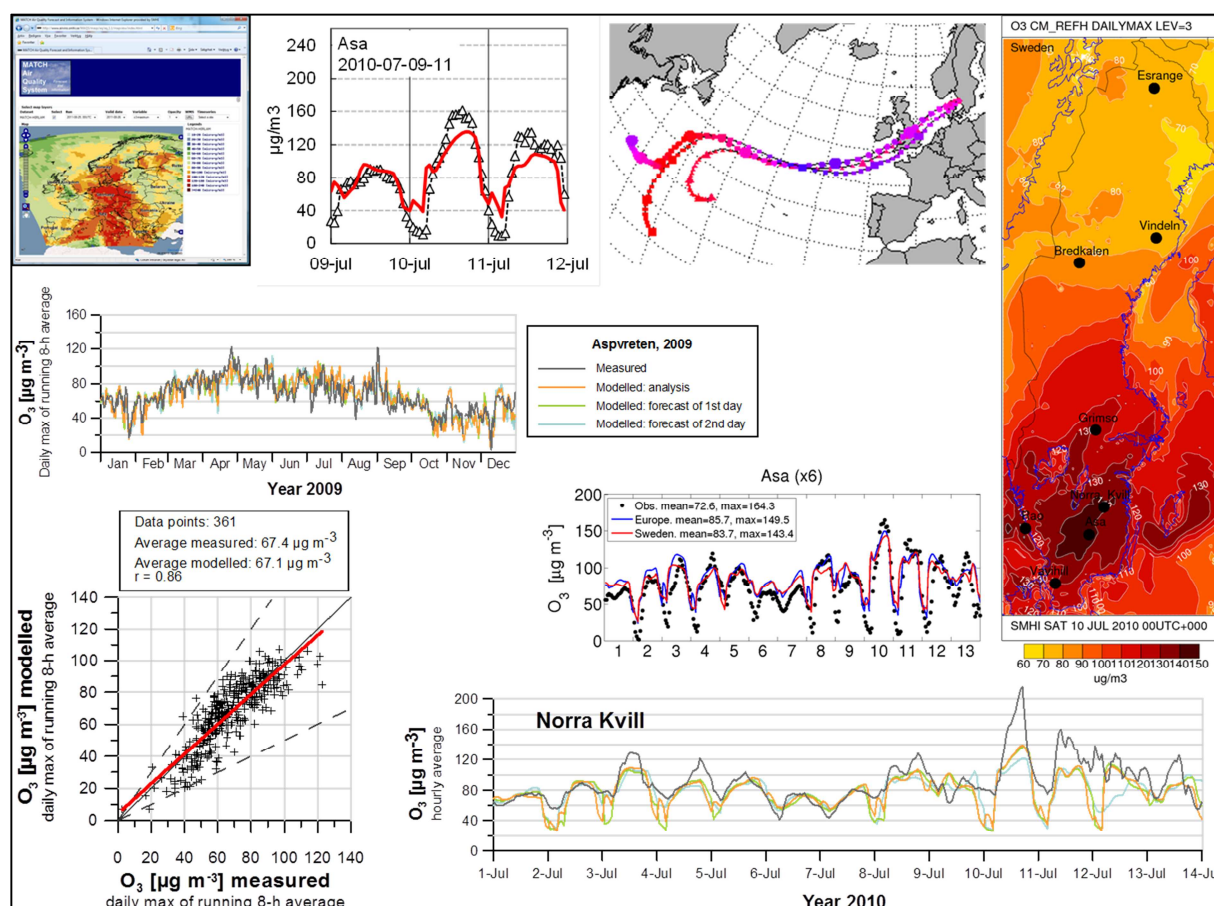 MATCH
Air
Quality
System
Select map layers
Asa
2010-07-09-11
µg/m3
240
200
160
120
80
40
0
09-jul 10-jul 11-jul 12-jul
O3 CM_REFH DAILYMAX LEV=3
Sweden
Esrange
Vindeln
Bredkalen
Grimso
Norra_Kvill
Asa
Vavihill
SMHI SAT 10 JUL 2010 00UTC+000
60 70 80 90 100110120130140150
ug/m3
O3 [µg m-3]
Daily max of running 8-h average
160
120
80
40
0
Jan Feb Mar Apr May Jun Jul Aug Sep Oct Nov Dec
Year 2009
Aspvreten, 2009
Measured
Modelled: analysis
Modelled: forecast of 1st day
Modelled: forecast of 2nd day
Data points: 361
Average measured: 67.4 µg m-3
Average modelled: 67.1 µg m-3
r = 0.86
O3 [µg m-3] modelled
daily max of running 8-h average
140
120
100
80
60
40
20
0
0 20 40 60 80 100 120 140
O3 [µg m-3] measured
daily max of running 8-h average
Asa (x6)
O3 [µg m-3]
200
150
100
50
0
Obs. mean=72.6, max=164.3
Europe. mean=85.7, max=149.5
Sweden. mean=83.7, max=143.4
1 2 3 4 5 6 7 8 9 10 11 12 13
Norra Kvill
O3 [µg m-3]
hourly average
200
160
120
80
40
0
1-Jul 2-Jul 3-Jul 4-Jul 5-Jul 6-Jul 7-Jul 8-Jul 9-Jul 10-Jul 11-Jul 12-Jul 13-Jul 14-Jul
Year 2010